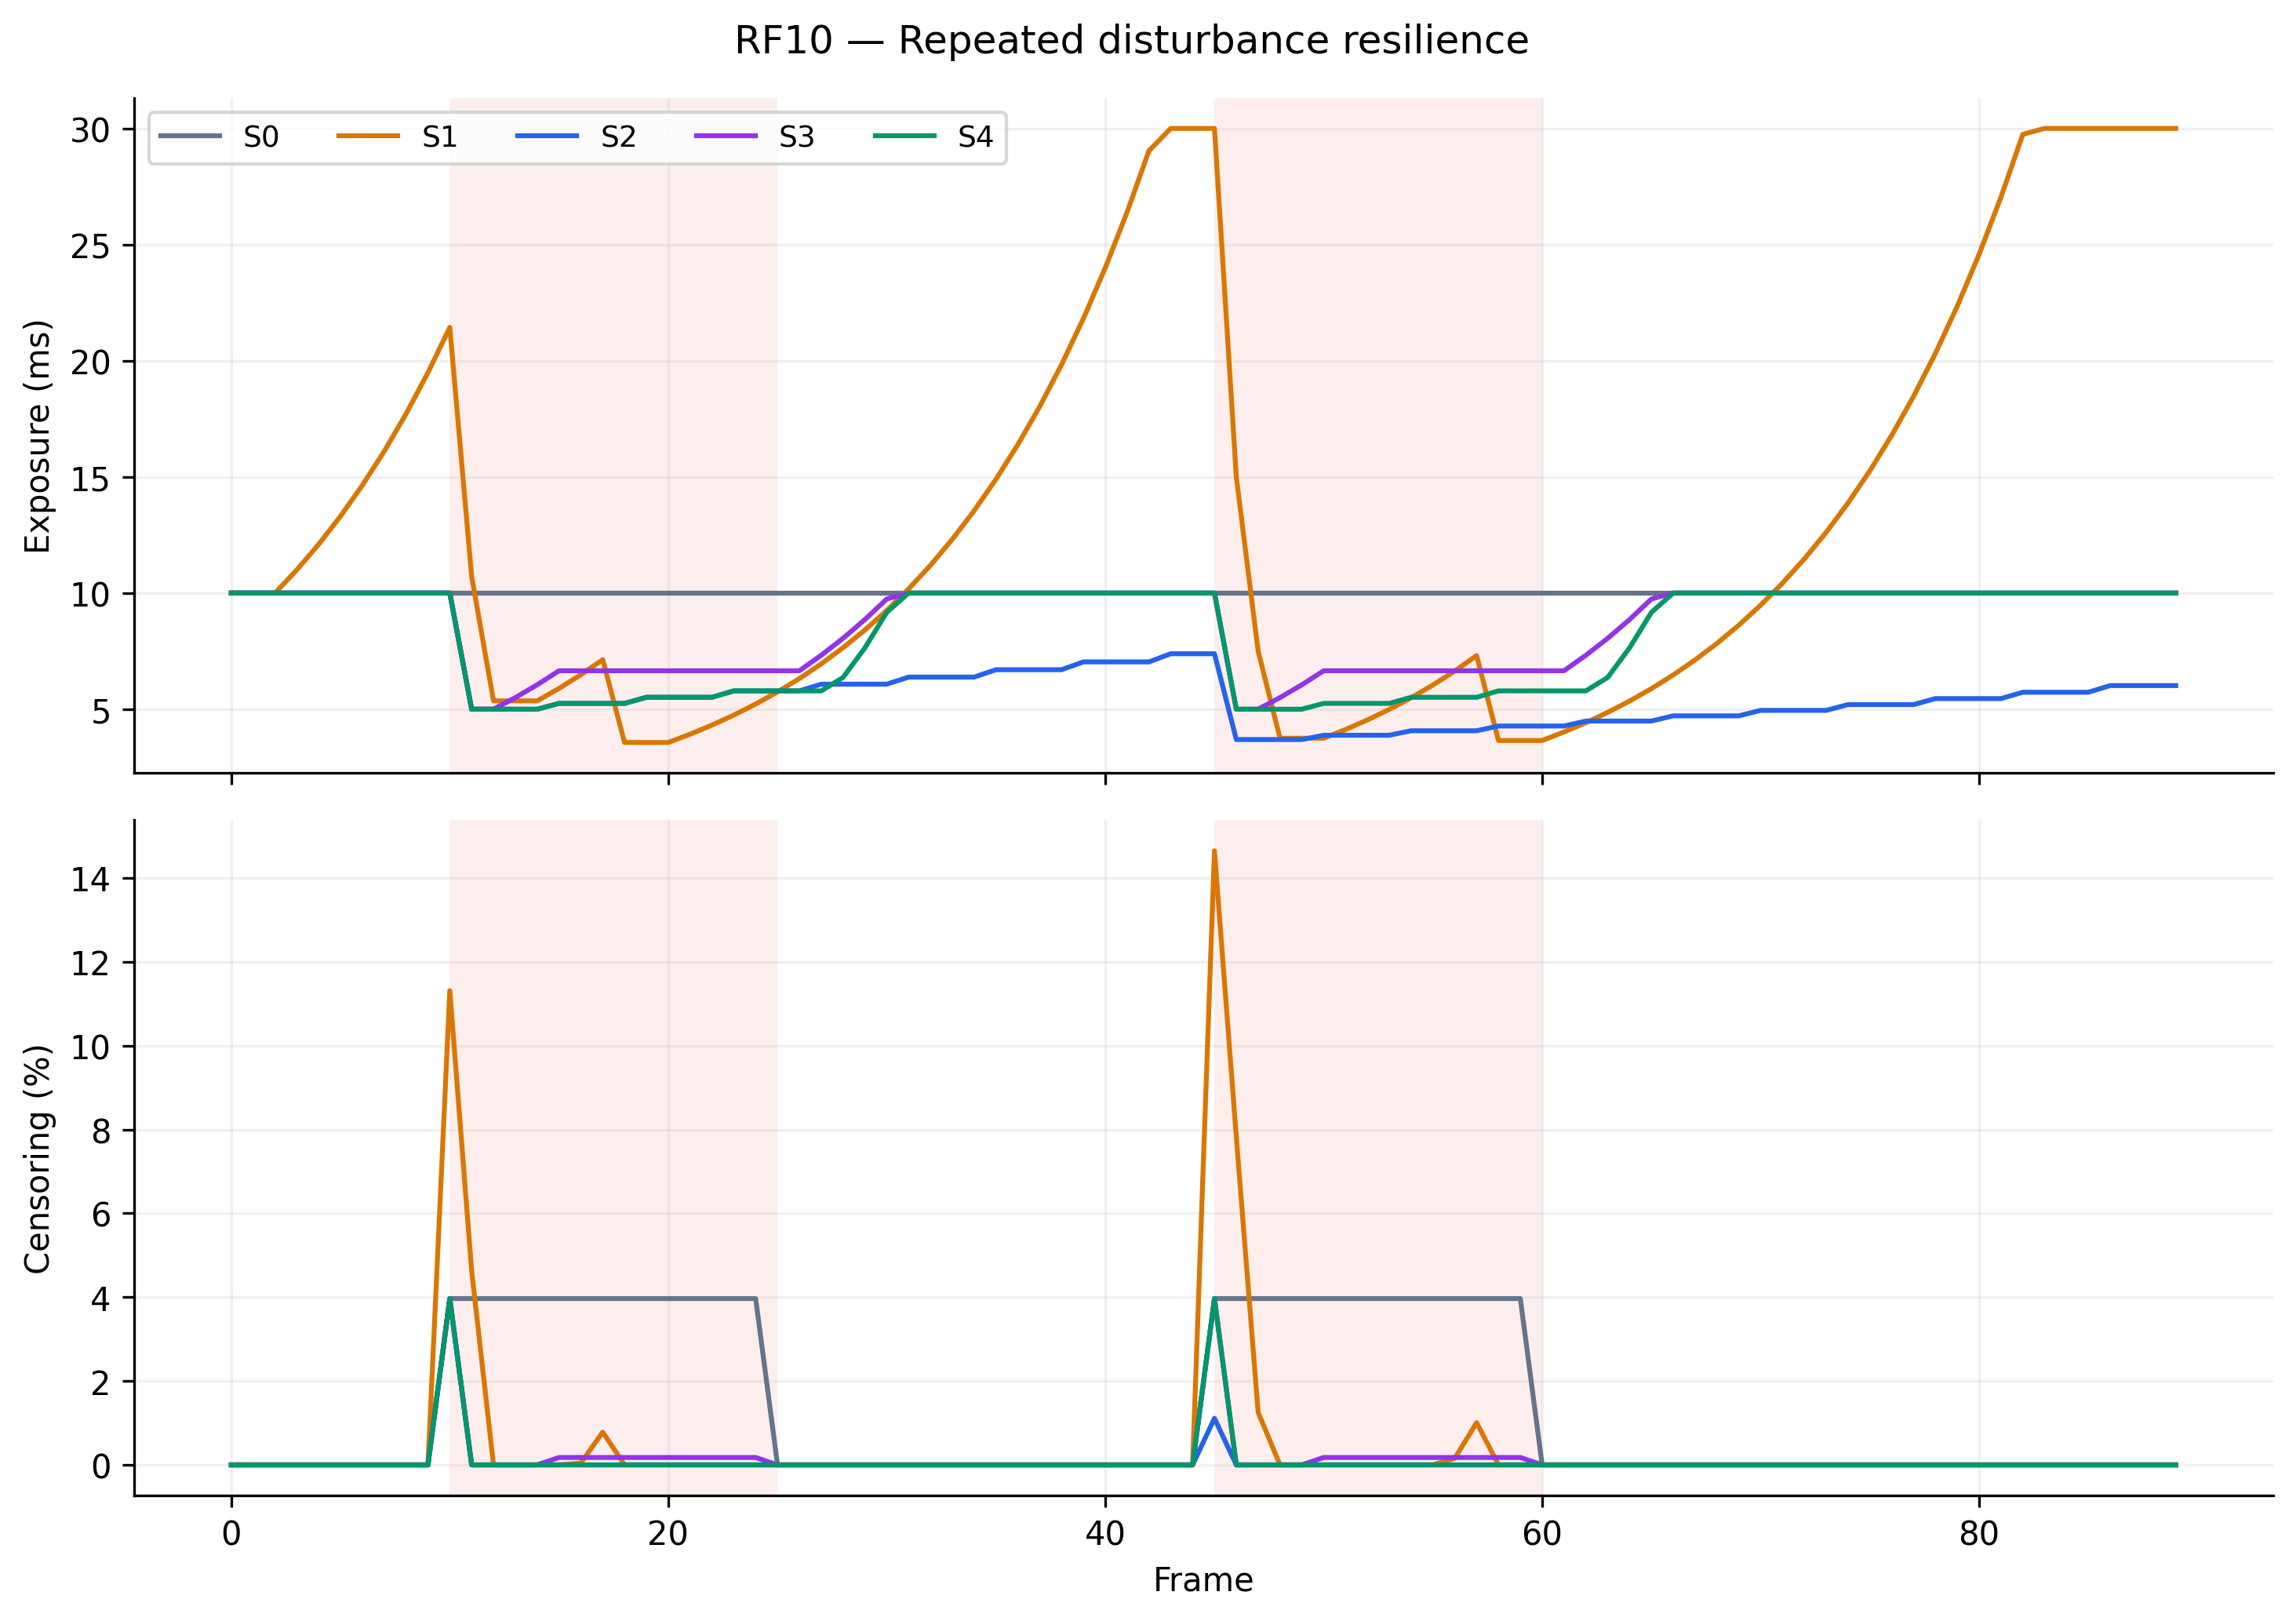 RF10 — Repeated disturbance resilience
S0 S1 S2 S3 S4
30
25
20
15
10
5
Exposure (ms)
14
12
10
8
6
4
2
0
Censoring (%)
0 20 40 60 80
Frame